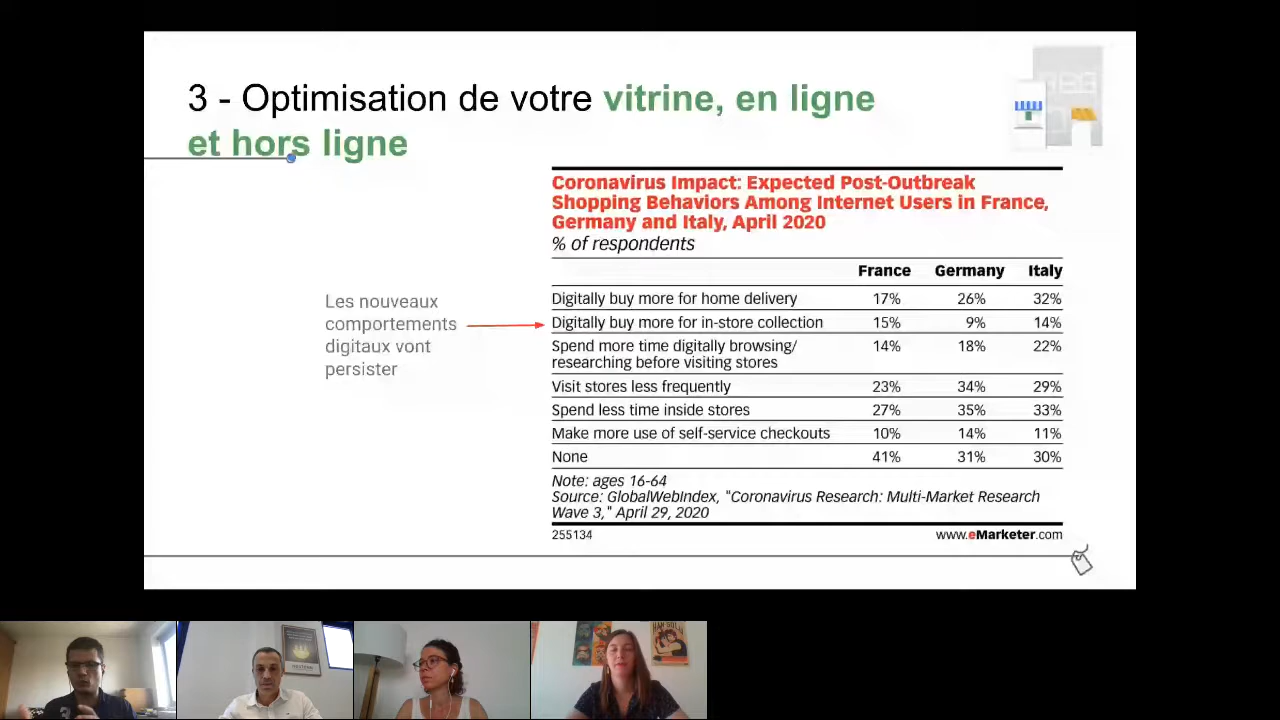 3 - Optimisation de votre vitrine, en ligne
et hors ligne
Coronavirus Impact: Expected Post-Outbreak
Shopping Behaviors Among Internet Users in France,
Germany and Italy, April 2020
% of respondents
France Germany Italy
Les nouveaux
comportements
digitaux vont
persister
Digitally buy more for home delivery 17% 26% 32%
Digitally buy more for in-store collection 15% 9% 14%
Spend more time digitally browsing/
researching before visiting stores 14% 18% 22%
Visit stores less frequently 23% 34% 29%
Spend less time inside stores 27% 35% 33%
Make more use of self-service checkouts 10% 14% 11%
None 41% 31% 30%
Note: ages 16-64
Source: GlobalWebIndex, "Coronavirus Research: Multi-Market Research
Wave 3," April 29, 2020
255134 www.eMarketer.com
HAN SOLO